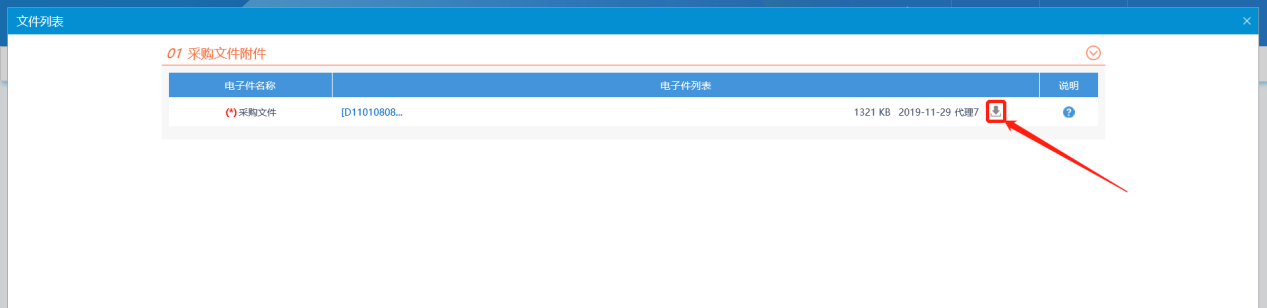 文件列表
01 采购文件附件
电子件名称 电子件列表 说明
(*)采购文件 [D11010808... 1321 KB 2019-11-29 代理7